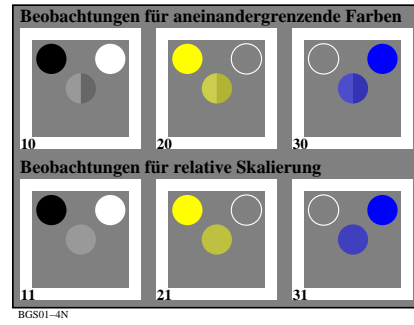 Beobachtungen für aneinandergrenzende Farben
10 20 30
Beobachtungen für relative Skalierung
11 21 31
BGS01−4N